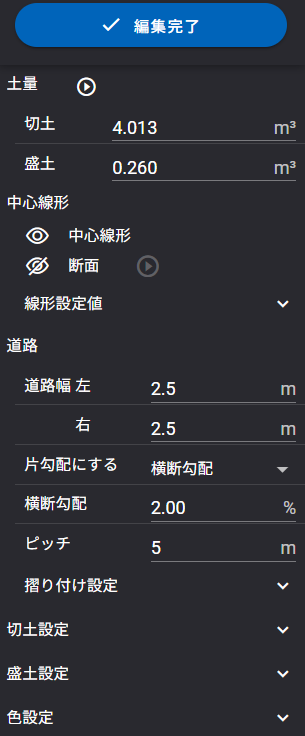 編集完了
土量
切土 4.013 m³
盛土 0.260 m³
中心線形
中心線形
断面
線形設定値
道路
道路幅 左 2.5 m
右 2.5 m
片勾配にする 横断勾配
横断勾配 2.00 %
ピッチ 5 m
摺り付け設定
切土設定
盛土設定
色設定